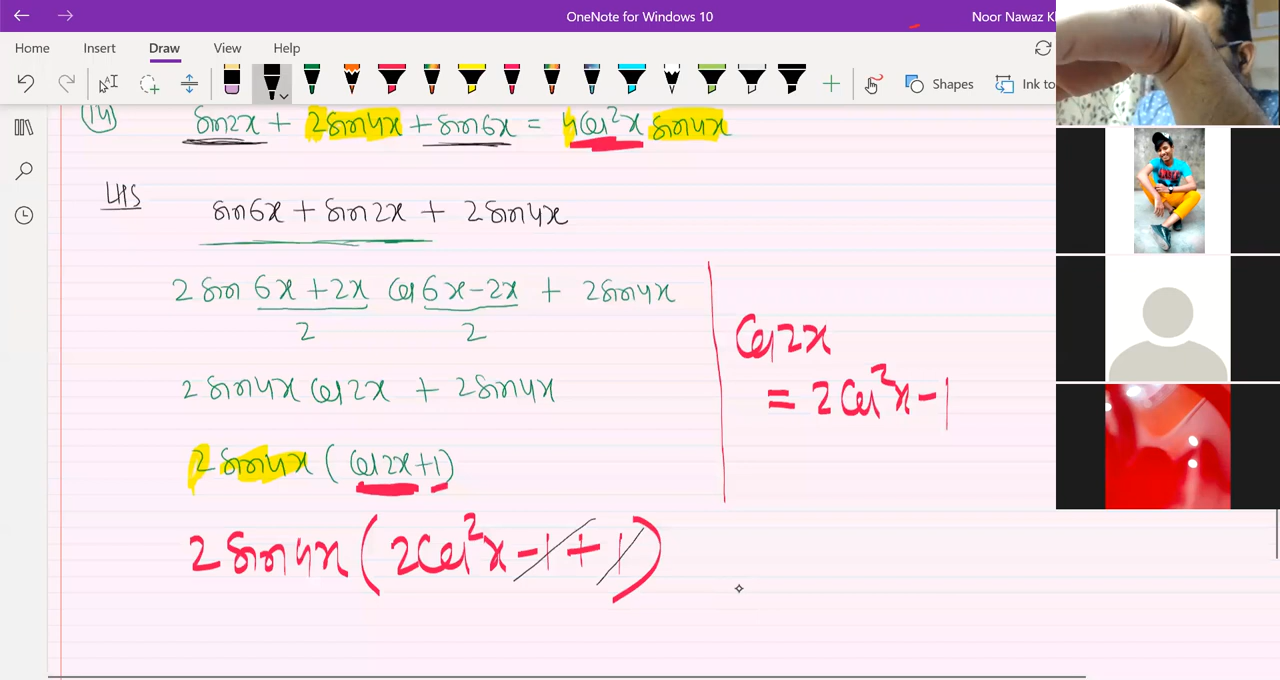 OneNote for Windows 10
Noor Nawaz Kh
Home Insert Draw View Help
Shapes
Ink to
(14) sin2x + 2sin4x + sin6x = 4cos²x sin4x
LHS
sin6x + sin2x + 2sin4x
2 sin 6x+2x/2 cos 6x-2x/2 + 2sin4x
2 sin4x cos2x + 2sin4x
2 sin4x (cos2x+1)
2 sin4x (2cos²x -1 + 1)
cos2x
= 2cos²x -1